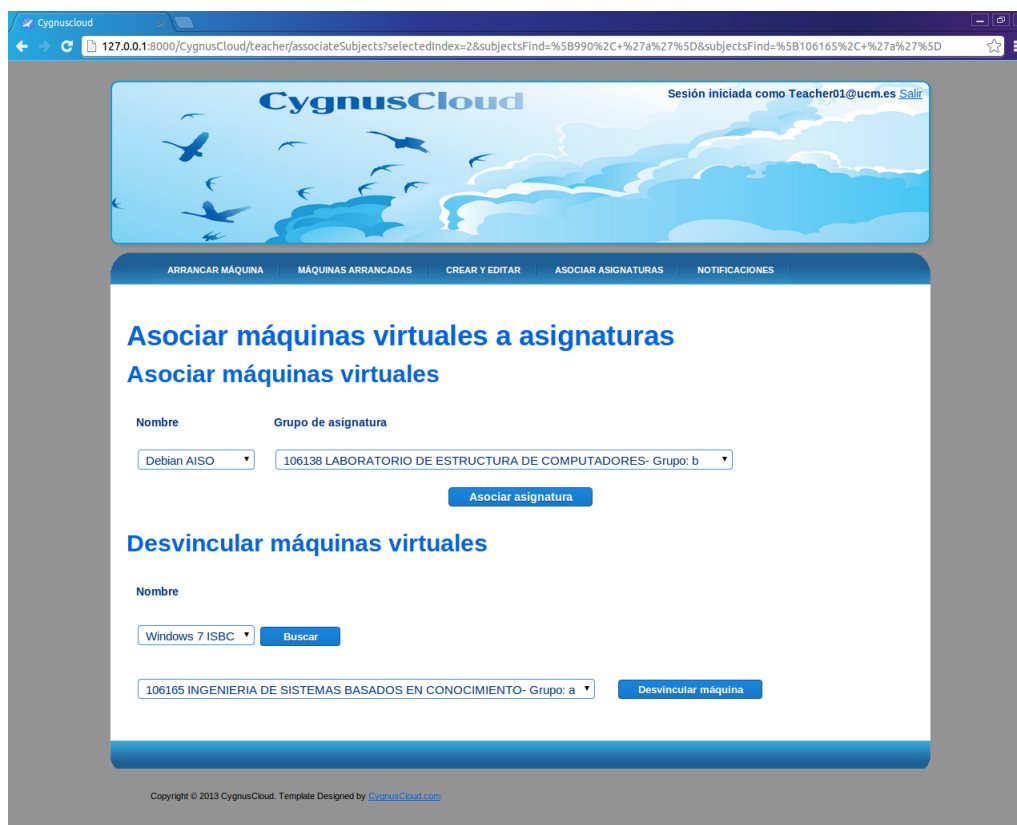 Cygnuscloud
127.0.0.1:8000/CygnusCloud/teacher/associateSubjects?selectedIndex=2&subjectsFind=%5B990%2C+%27a%27%5D&subjectsFind=%5B106165%2C+%27a%27%5D
CygnusCloud
Sesión iniciada como Teacher01@ucm.es Salir
ARRANCAR MÁQUINA MÁQUINAS ARRANCADAS CREAR Y EDITAR ASOCIAR ASIGNATURAS NOTIFICACIONES
Asociar máquinas virtuales a asignaturas
Asociar máquinas virtuales
Nombre Grupo de asignatura
Debian AISO 106138 LABORATORIO DE ESTRUCTURA DE COMPUTADORES- Grupo: b
Asociar asignatura
Desvincular máquinas virtuales
Nombre
Windows 7 ISBC Buscar
106165 INGENIERIA DE SISTEMAS BASADOS EN CONOCIMIENTO- Grupo: a Desvincular máquina
Copyright © 2013 CygnusCloud. Template Designed by CygnusCloud.com